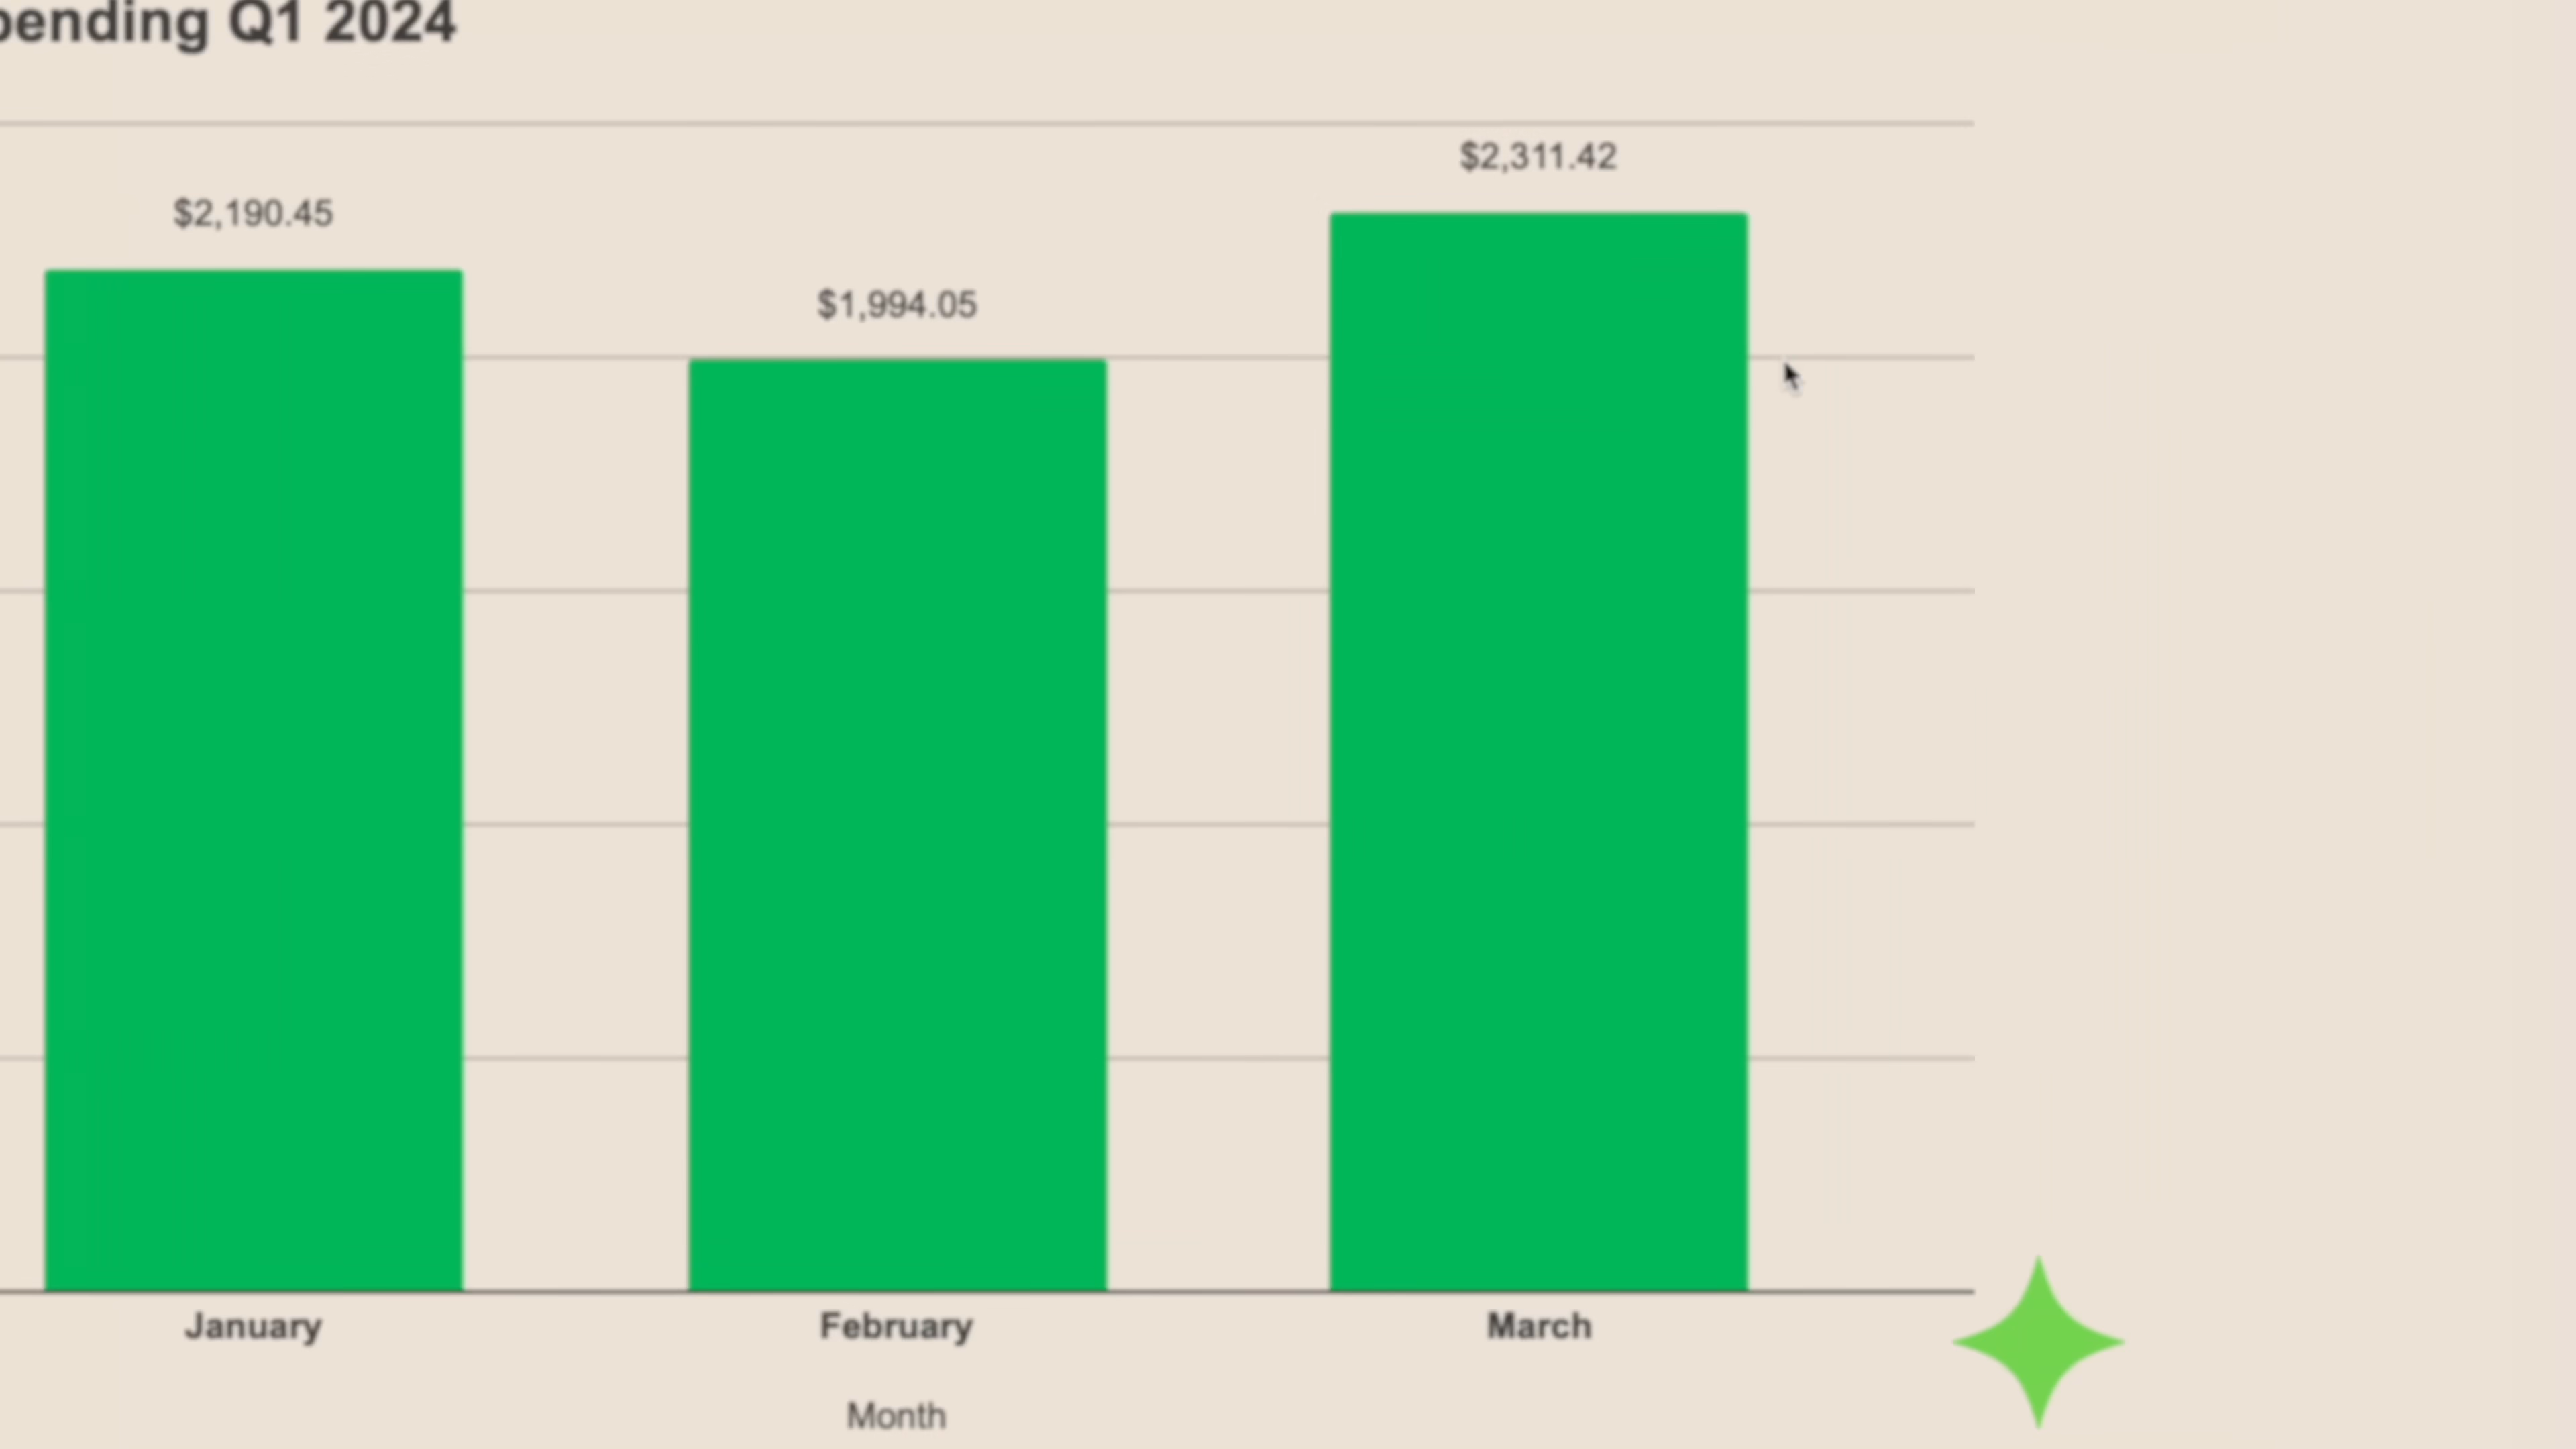 pending Q1 2024
$2,311.42
$2,190.45
$1,994.05
January February March
Month